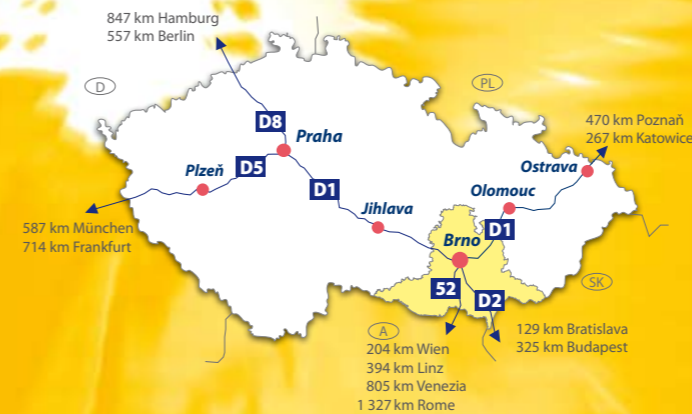 847 km Hamburg
557 km Berlin
D
PL
470 km Poznań
267 km Katowice
D8
Praha
Plzeň
D5
D1
Ostrava
Olomouc
Jihlava
587 km München
714 km Frankfurt
Brno
D1
SK
52
D2
A
129 km Bratislava
325 km Budapest
204 km Wien
394 km Linz
805 km Venezia
1 327 km Rome